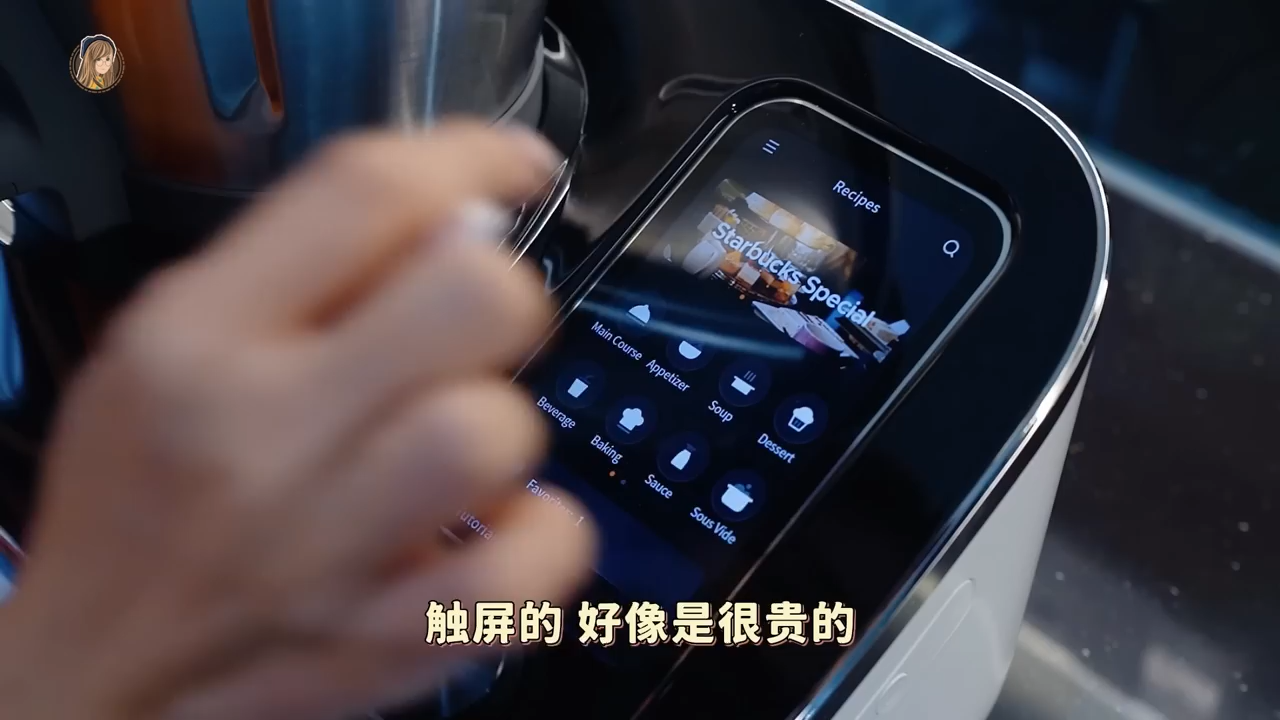 Recipes
Starbucks Special
Main Course
Appetizer
Soup
Dessert
Beverage
Baking
Sauce
Sous Vide
触屏的 好像是很贵的